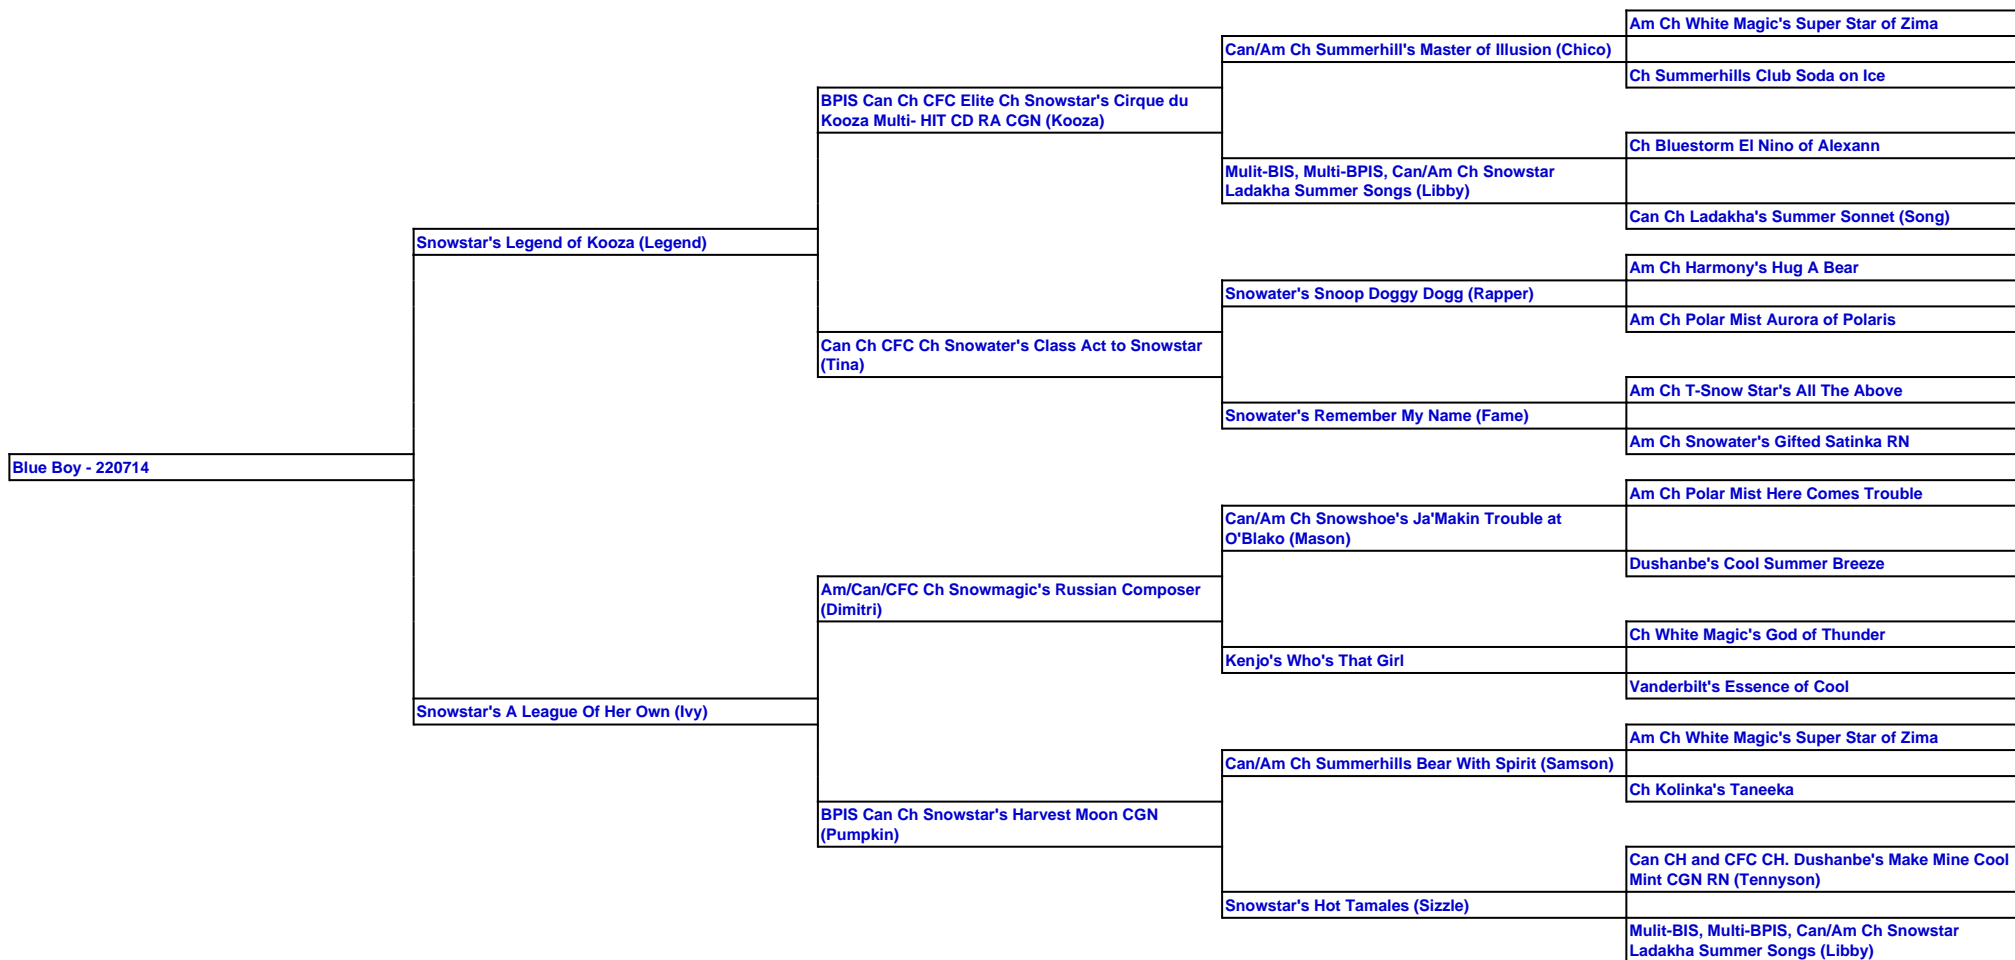 Am Ch White Magic's Super Star of Zima
Can/Am Ch Summerhill's Master of Illusion (Chico)
Ch Summerhills Club Soda on Ice
BPIS Can Ch CFC Elite Ch Snowstar's Cirque du
Kooza Multi- HIT CD RA CGN (Kooza)
Ch Bluestorm El Nino of Alexann
Mulit-BIS, Multi-BPIS, Can/Am Ch Snowstar
Ladakha Summer Songs (Libby)
Can Ch Ladakha's Summer Sonnet (Song)
Snowstar's Legend of Kooza (Legend)
Am Ch Harmony's Hug A Bear
Snowater's Snoop Doggy Dogg (Rapper)
Am Ch Polar Mist Aurora of Polaris
Can Ch CFC Ch Snowater's Class Act to Snowstar
(Tina)
Am Ch T-Snow Star's All The Above
Snowater's Remember My Name (Fame)
Am Ch Snowater's Gifted Satinka RN
Blue Boy - 220714
Am Ch Polar Mist Here Comes Trouble
Can/Am Ch Snowshoe's Ja'Makin Trouble at
O'Blako (Mason)
Dushanbe's Cool Summer Breeze
Am/Can/CFC Ch Snowmagic's Russian Composer
(Dimitri)
Ch White Magic's God of Thunder
Kenjo's Who's That Girl
Vanderbilt's Essence of Cool
Snowstar's A League Of Her Own (Ivy)
Am Ch White Magic's Super Star of Zima
Can/Am Ch Summerhills Bear With Spirit (Samson)
Ch Kolinka's Taneeka
BPIS Can Ch Snowstar's Harvest Moon CGN
(Pumpkin)
Can CH and CFC CH. Dushanbe's Make Mine Cool
Mint CGN RN (Tennyson)
Snowstar's Hot Tamales (Sizzle)
Mulit-BIS, Multi-BPIS, Can/Am Ch Snowstar
Ladakha Summer Songs (Libby)